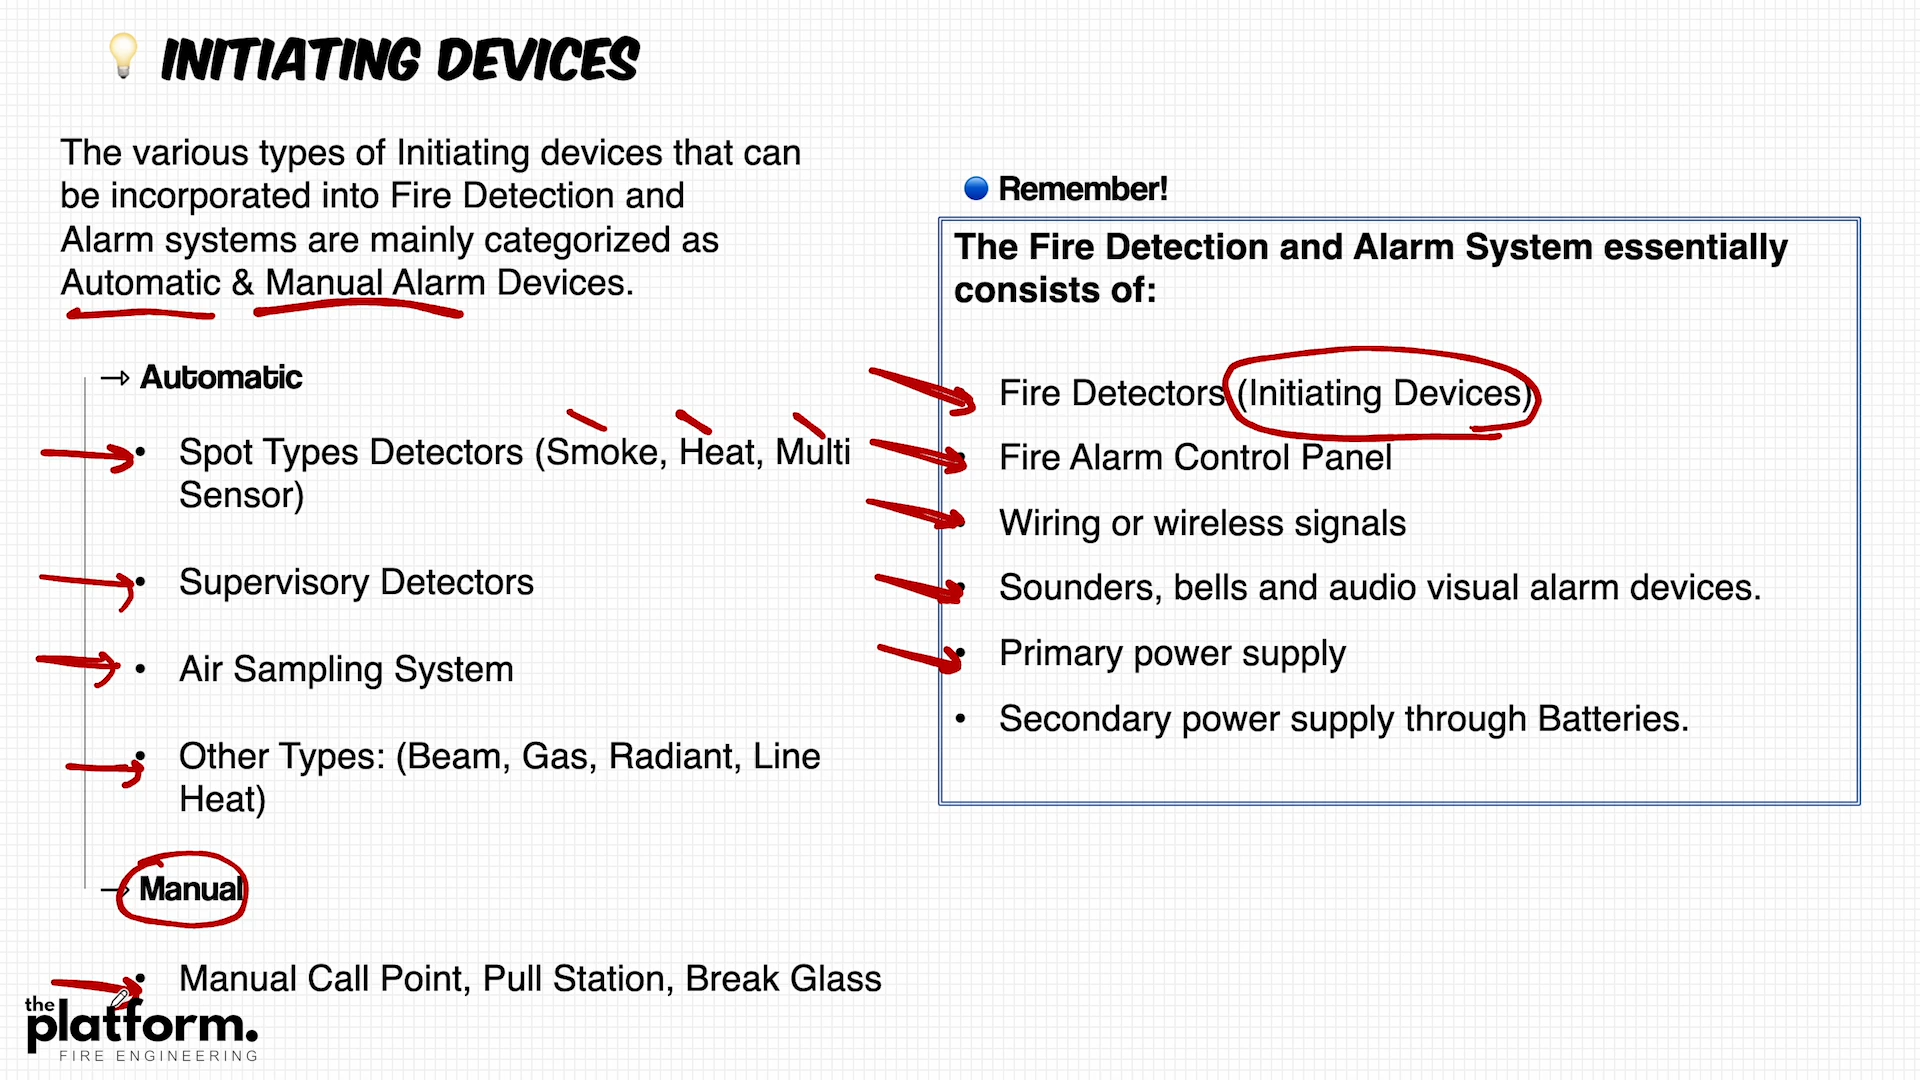 INITIATING DEVICES
The various types of Initiating devices that can
be incorporated into Fire Detection and
Alarm systems are mainly categorized as
Automatic & Manual Alarm Devices.
→ Automatic
• Spot Types Detectors (Smoke, Heat, Multi
Sensor)
• Supervisory Detectors
• Air Sampling System
• Other Types: (Beam, Gas, Radiant, Line
Heat)
→ Manual
• Manual Call Point, Pull Station, Break Glass
Remember!
The Fire Detection and Alarm System essentially
consists of:
• Fire Detectors (Initiating Devices)
• Fire Alarm Control Panel
• Wiring or wireless signals
• Sounders, bells and audio visual alarm devices.
• Primary power supply
• Secondary power supply through Batteries.
the
platform.
FIRE ENGINEERING